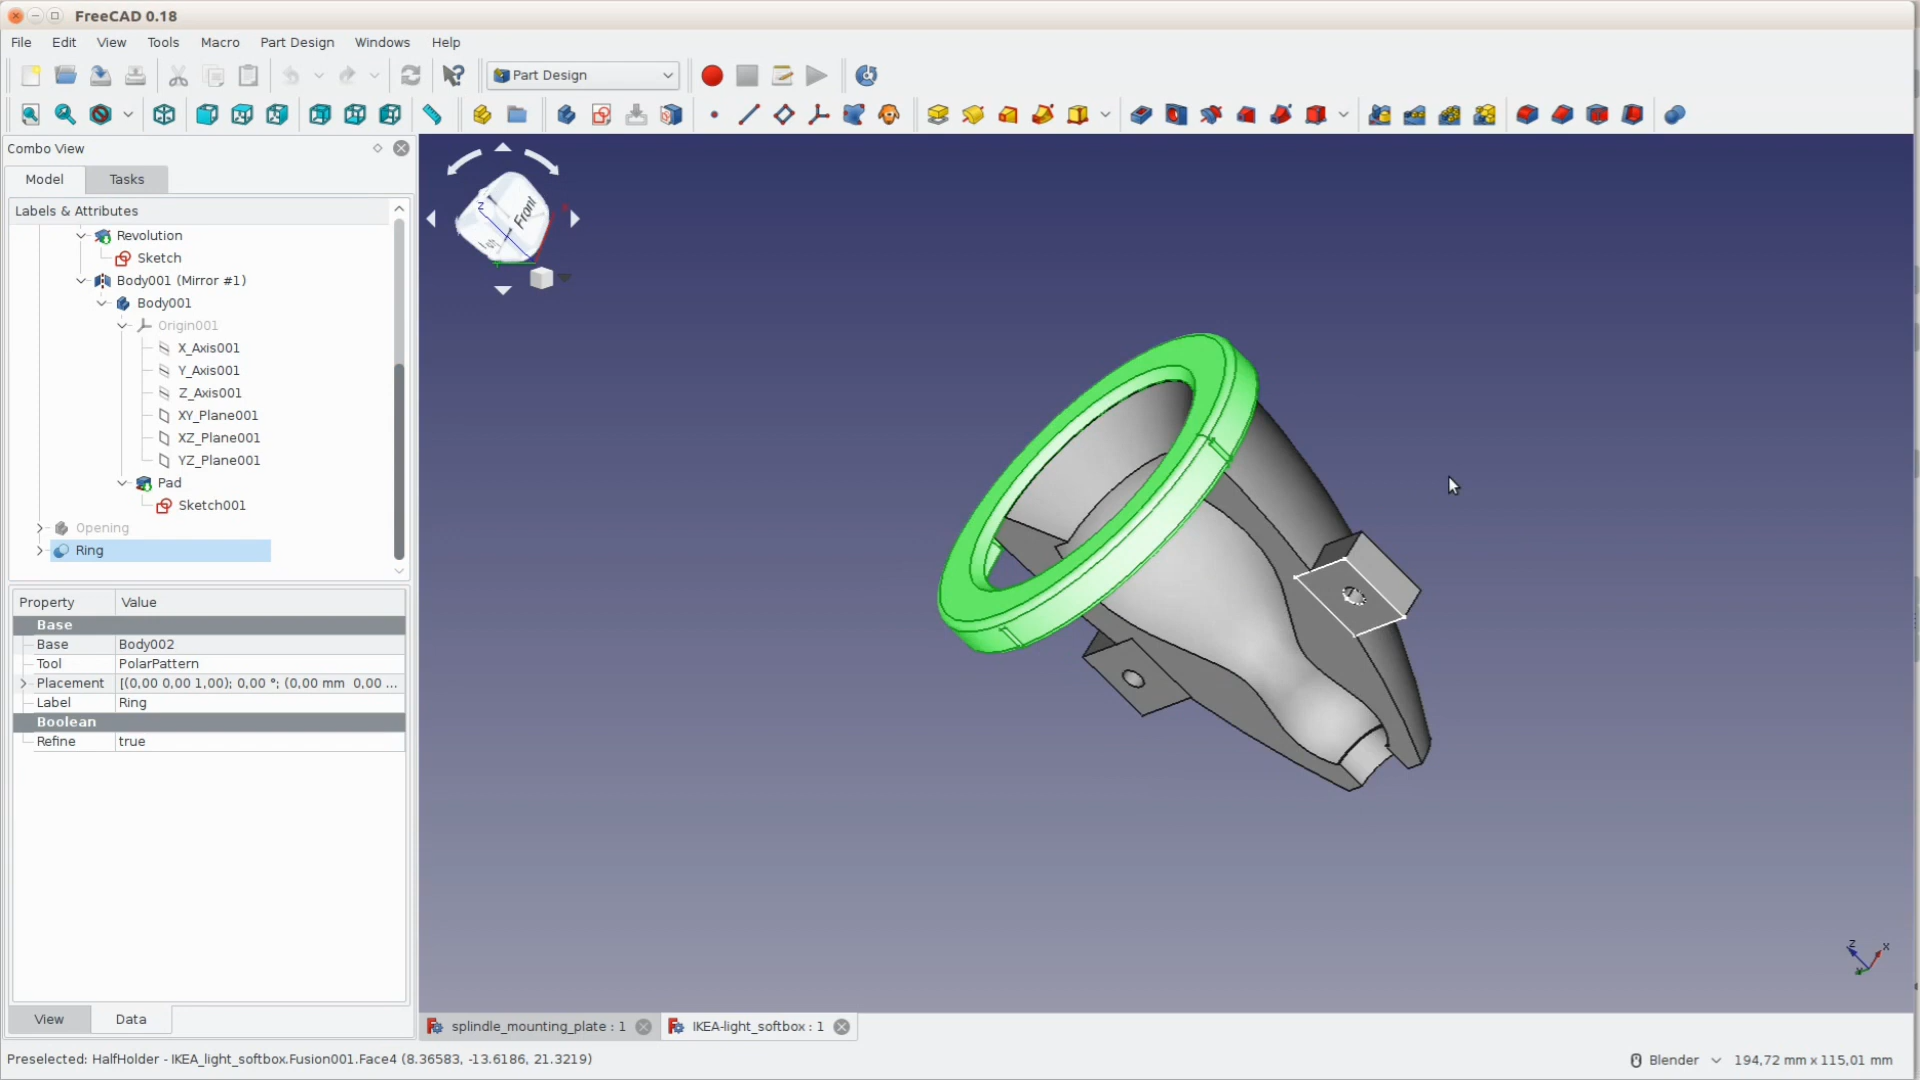 FreeCAD 0.18
File Edit View Tools Macro Part Design Windows Help
Part Design
Combo View
Model Tasks
Labels & Attributes
Revolution
Sketch
Body001 (Mirror #1)
Body001
Origin001
X_Axis001
Y_Axis001
Z_Axis001
XY_Plane001
XZ_Plane001
YZ_Plane001
Pad
Sketch001
Opening
Ring
Property Value
Base
Base Body002
Tool PolarPattern
Placement [(0,00 0,00 1,00); 0,00 °; (0,00 mm 0,00 ...
Label Ring
Boolean
Refine true
View Data
Front
Z
Z X
splindle_mounting_plate : 1
IKEA-light_softbox : 1
Preselected: HalfHolder - IKEA_light_softbox.Fusion001.Face4 (8.36583, -13.6186, 21.3219)
Blender 194,72 mm x 115,01 mm